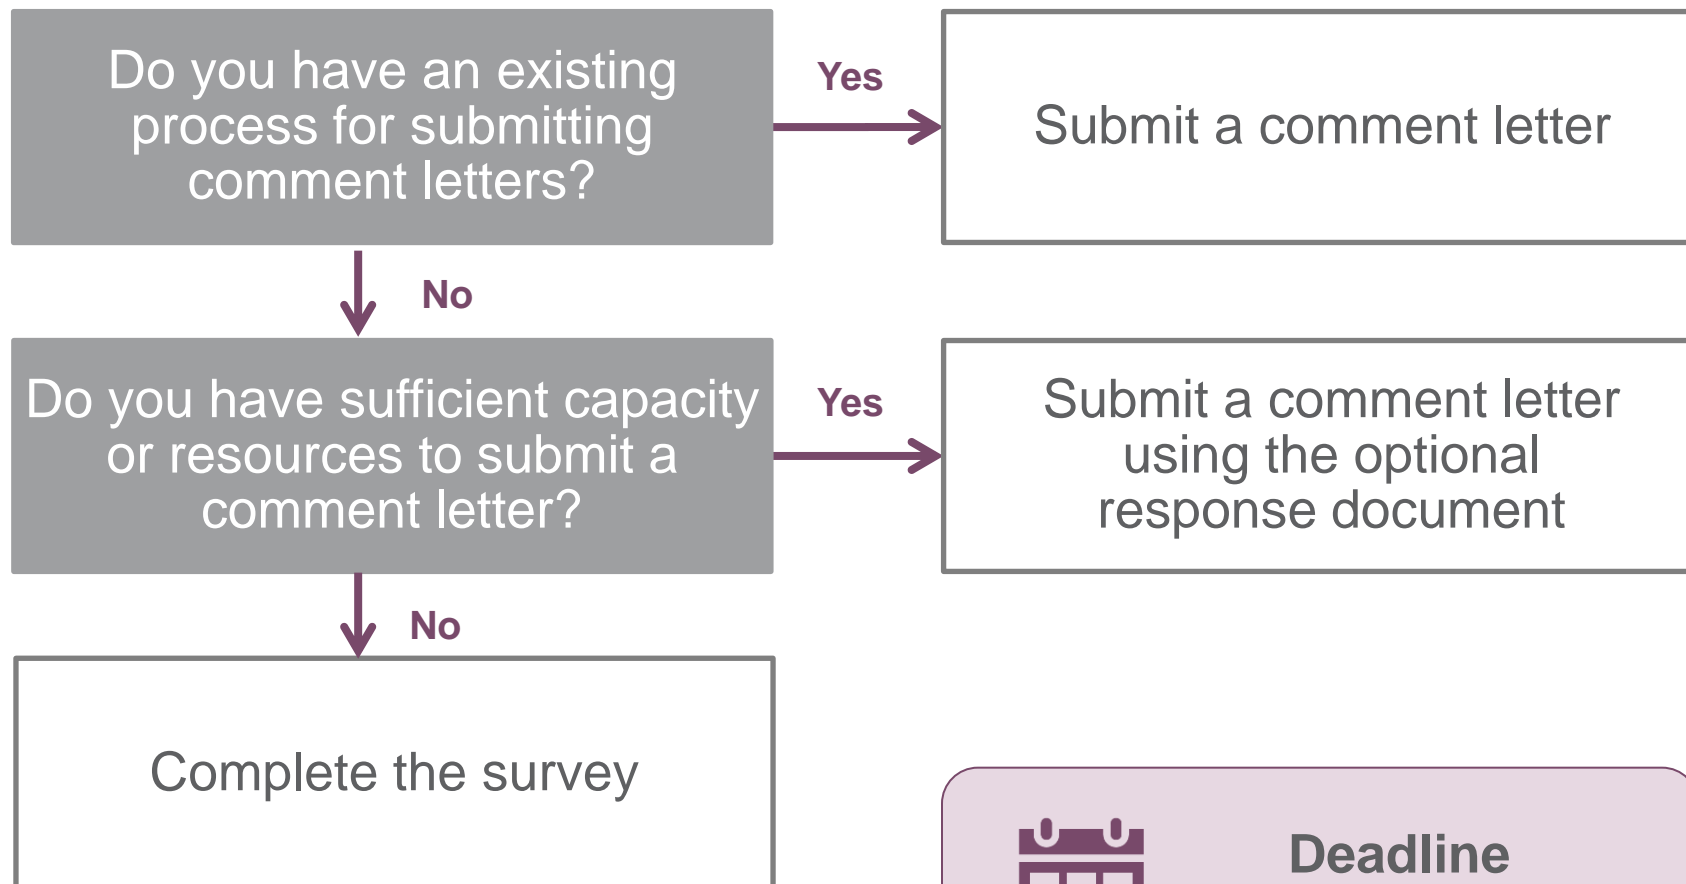 Do you have an existing
process for submitting
comment letters?
Yes
Submit a comment letter
No
Do you have sufficient capacity
or resources to submit a
comment letter?
Yes
Submit a comment letter
using the optional
response document
No
Complete the survey
Deadline